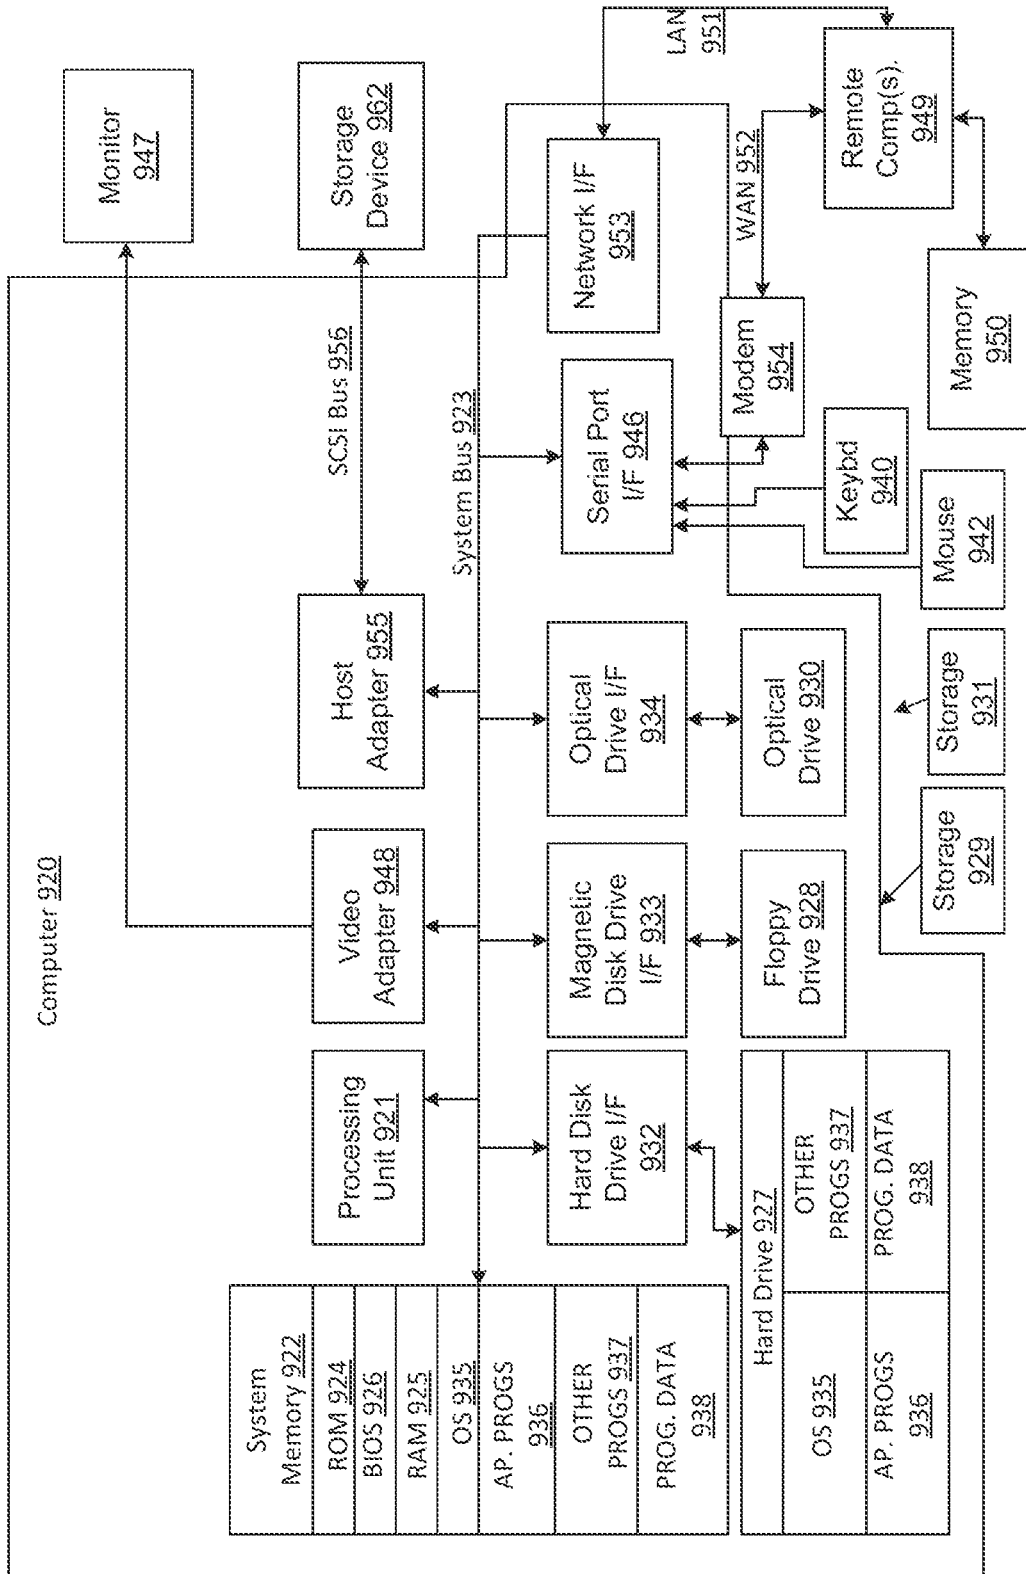 Computer 920
Monitor
947
System
Memory 922
ROM 924
BIOS 926
RAM 925
OS 935
AP. PROGS
936
OTHER
PROGS 937
PROG. DATA
938
Processing
Unit 921
Video
Adapter 948
Host
Adapter 955
SCSI Bus 956
Storage
Device 962
System Bus 923
Hard Disk
Drive I/F
932
Magnetic
Disk Drive
I/F 933
Optical
Drive I/F
934
Serial Port
I/F 946
Network I/F
953
LAN
951
Hard Drive 927
OS 935
OTHER
PROGS 937
AP. PROGS
936
PROG. DATA
938
Floppy
Drive 928
Optical
Drive 930
Modem
954
WAN 952
Remote
Comp(s).
949
Keybd
940
Storage
929
Storage
931
Mouse
942
Memory
950